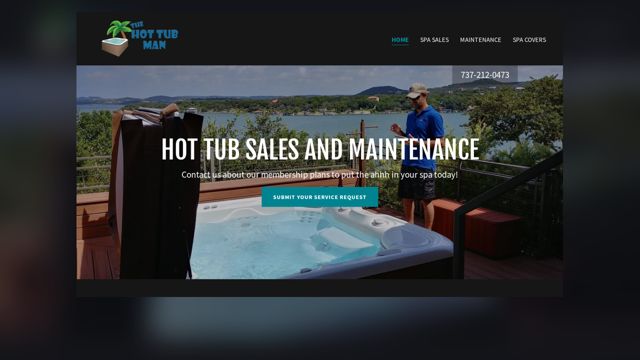 THE
HOT TUB
MAN
HOME SPA SALES MAINTENANCE SPA COVERS
737-212-0473
HOT TUB SALES AND MAINTENANCE
Contact us about our membership plans to put the ahhh in your spa today!
SUBMIT YOUR SERVICE REQUEST